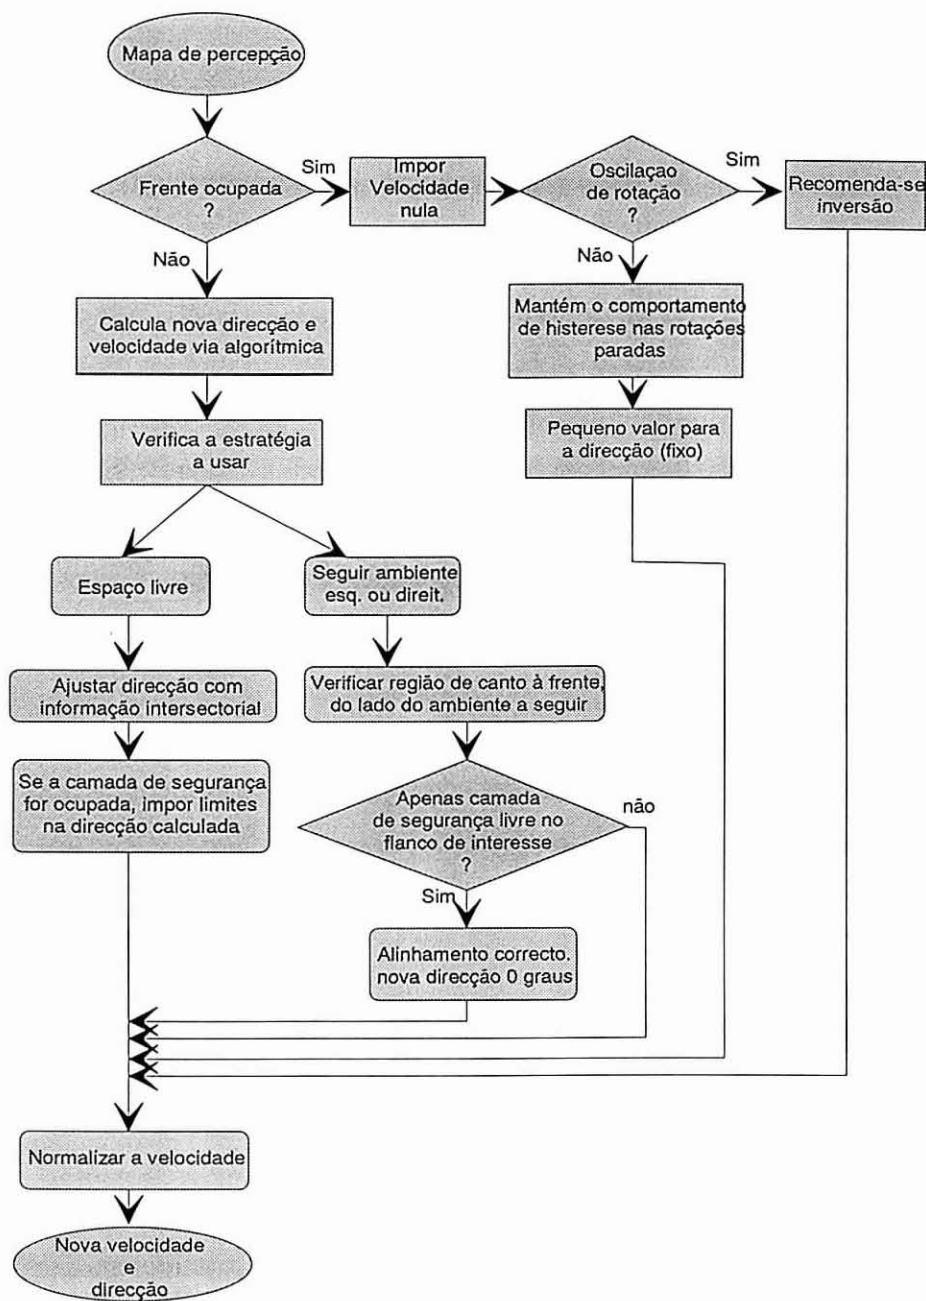 Mapa de percepção
Frente ocupada
?
Sim
Impor
Velocidade
nula
Oscilaçao
de rotação
?
Sim
Recomenda-se
inversão
Não
Não
Calcula nova direcção e
velocidade via algorítmica
Mantém o comportamento
de histerese nas rotações
paradas
Verifica a estratégia
a usar
Pequeno valor para
a direcção (fixo)
Espaço livre
Seguir ambiente
esq. ou direit.
Ajustar direcção com
informação intersectorial
Verificar região de canto à frente,
do lado do ambiente a seguir
Se a camada de segurança
for ocupada, impor limites
na direcção calculada
Apenas camada
de segurança livre no
flanco de interesse
?
não
Sim
Alinhamento correcto.
nova direcção 0 graus
Normalizar a velocidade
Nova velocidade
e
direcção